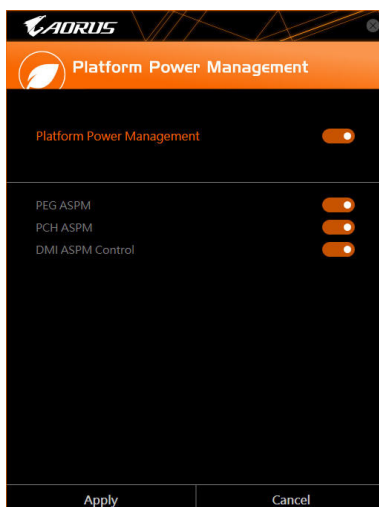 AORUS
Platform Power Management
Platform Power Management
PEG ASPM
PCH ASPM
DMI ASPM Control
Apply Cancel